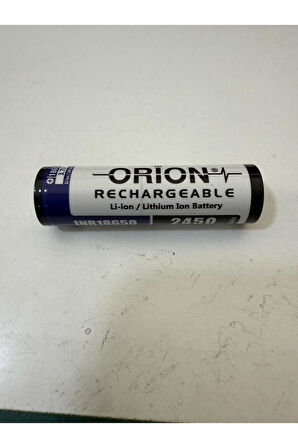 ORION®
RECHARGEABLE
Li-ion / Lithium Ion Battery
INR18650 2450